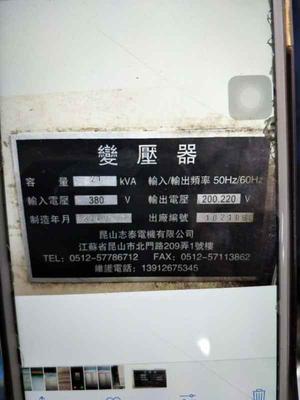 變壓器
容 量 21 kVA 輸入/輸出頻率 50Hz/60Hz
輸入電壓 380 V 輸出電壓 200.220 V
制造年月 出廠編號
昆山志泰電機有限公司
江蘇省昆山市北門路209弄1號樓
TEL: 0512-57786712 FAX: 0512-57113862
維護電話: 13912675345